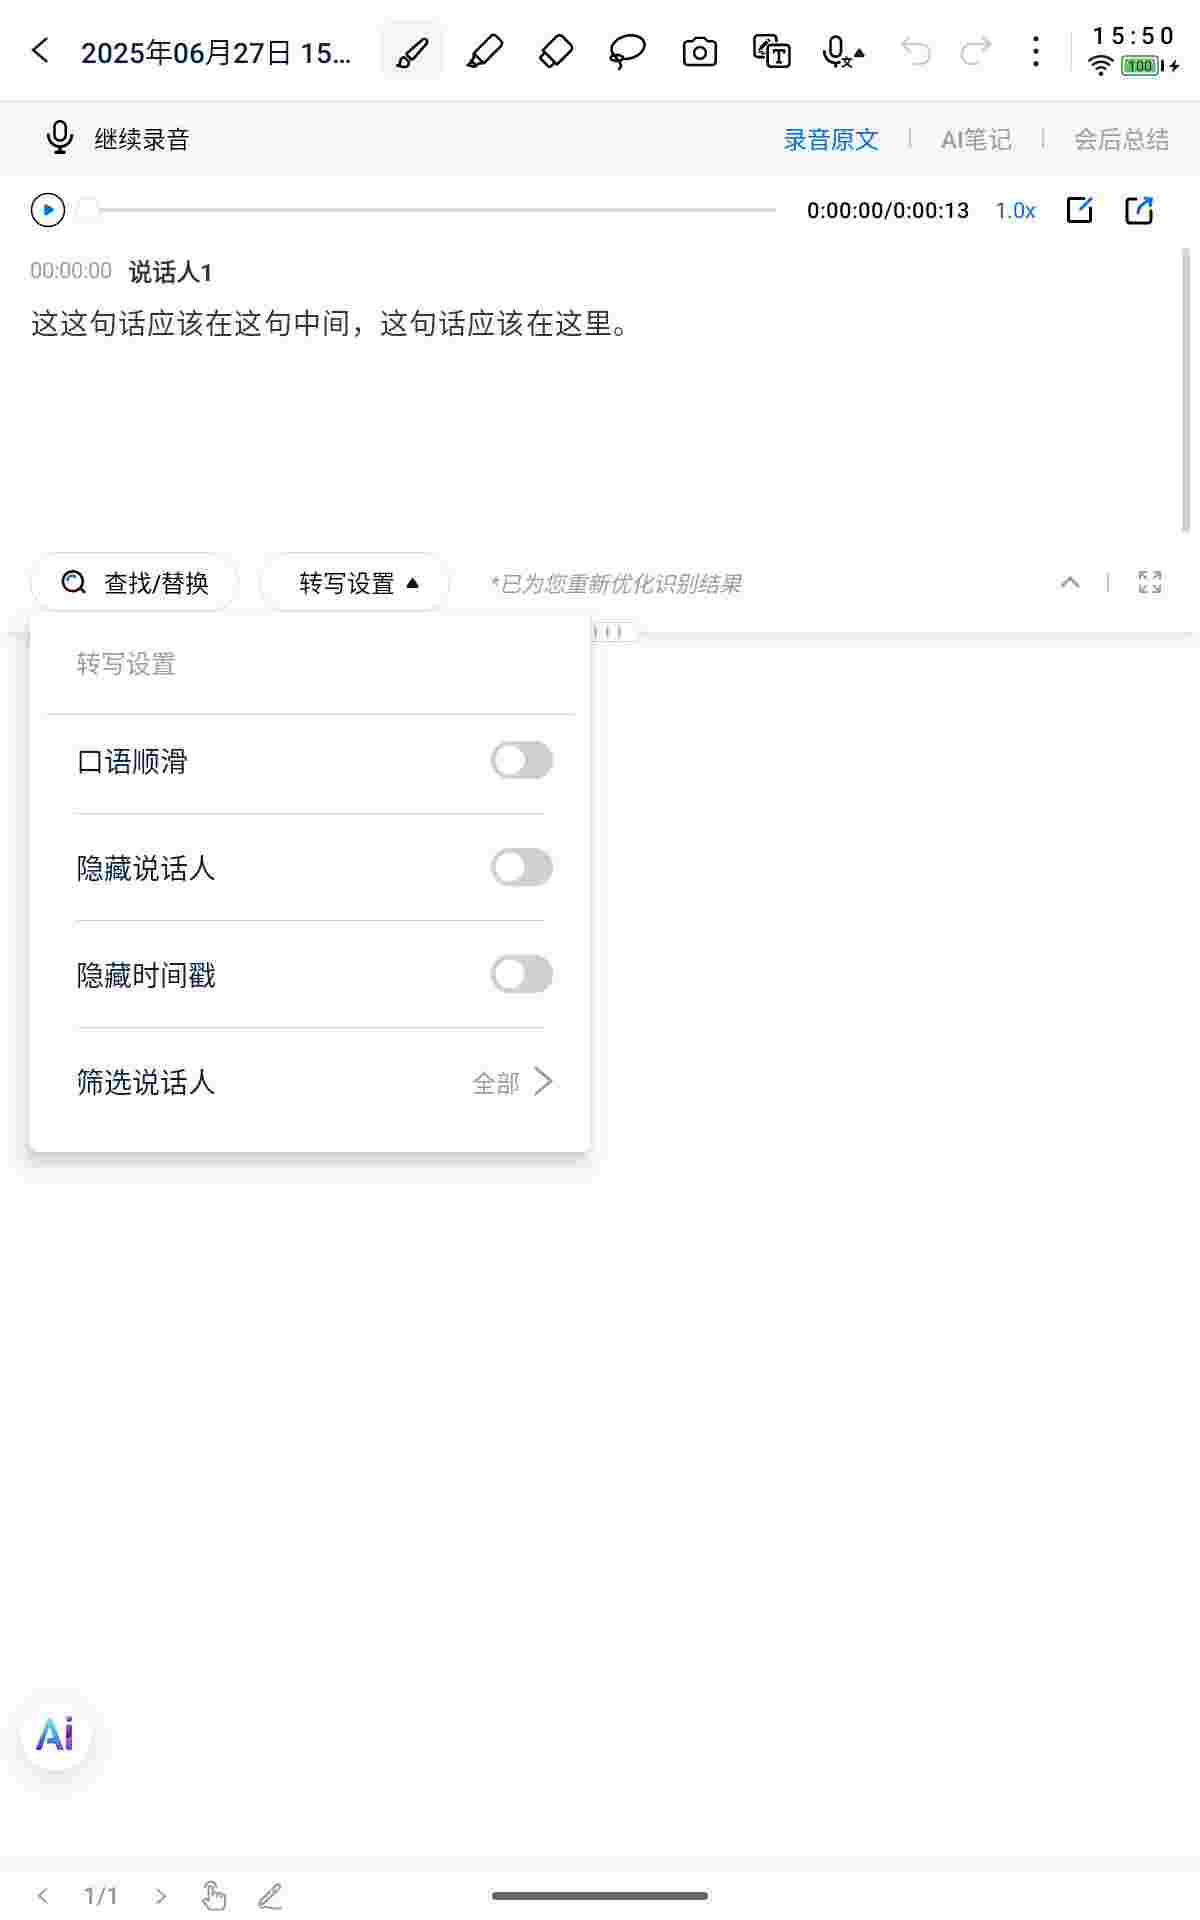 2025年06月27日 15...
15:50
100
继续录音
录音原文
AI笔记
会后总结
0:00:00/0:00:13
1.0x
00:00:00 说话人1
这这句话应该在这句中间，这句话应该在这里。
查找/替换
转写设置
*已为您重新优化识别结果
转写设置
口语顺滑
隐藏说话人
隐藏时间戳
筛选说话人 全部
Ai
1/1